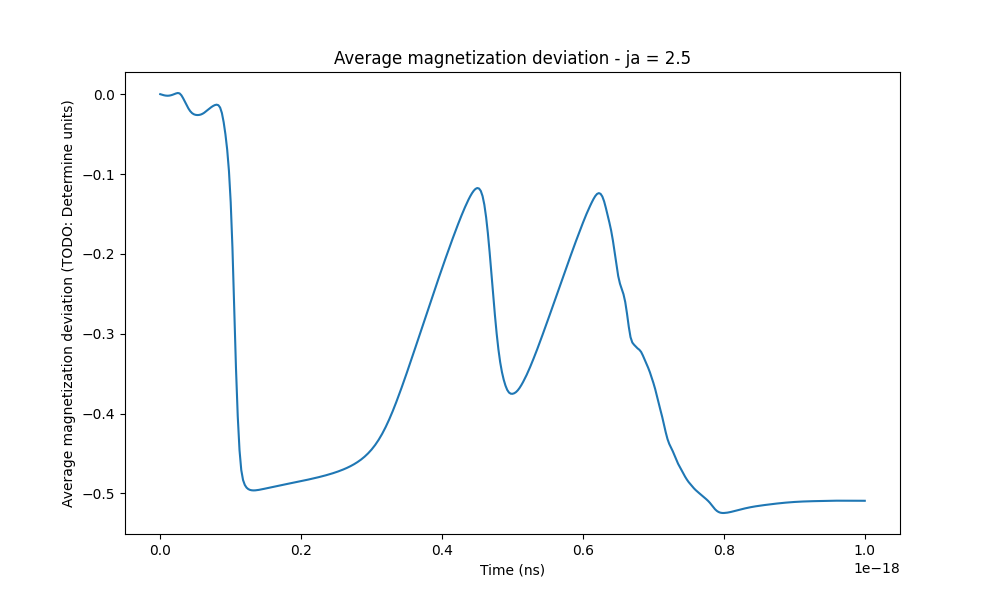 Average magnetization deviation - ja = 2.5
Average magnetization deviation (TODO: Determine units)
0.0
−0.1
−0.2
−0.3
−0.4
−0.5
0.0 0.2 0.4 0.6 0.8 1.0
1e−18
Time (ns)